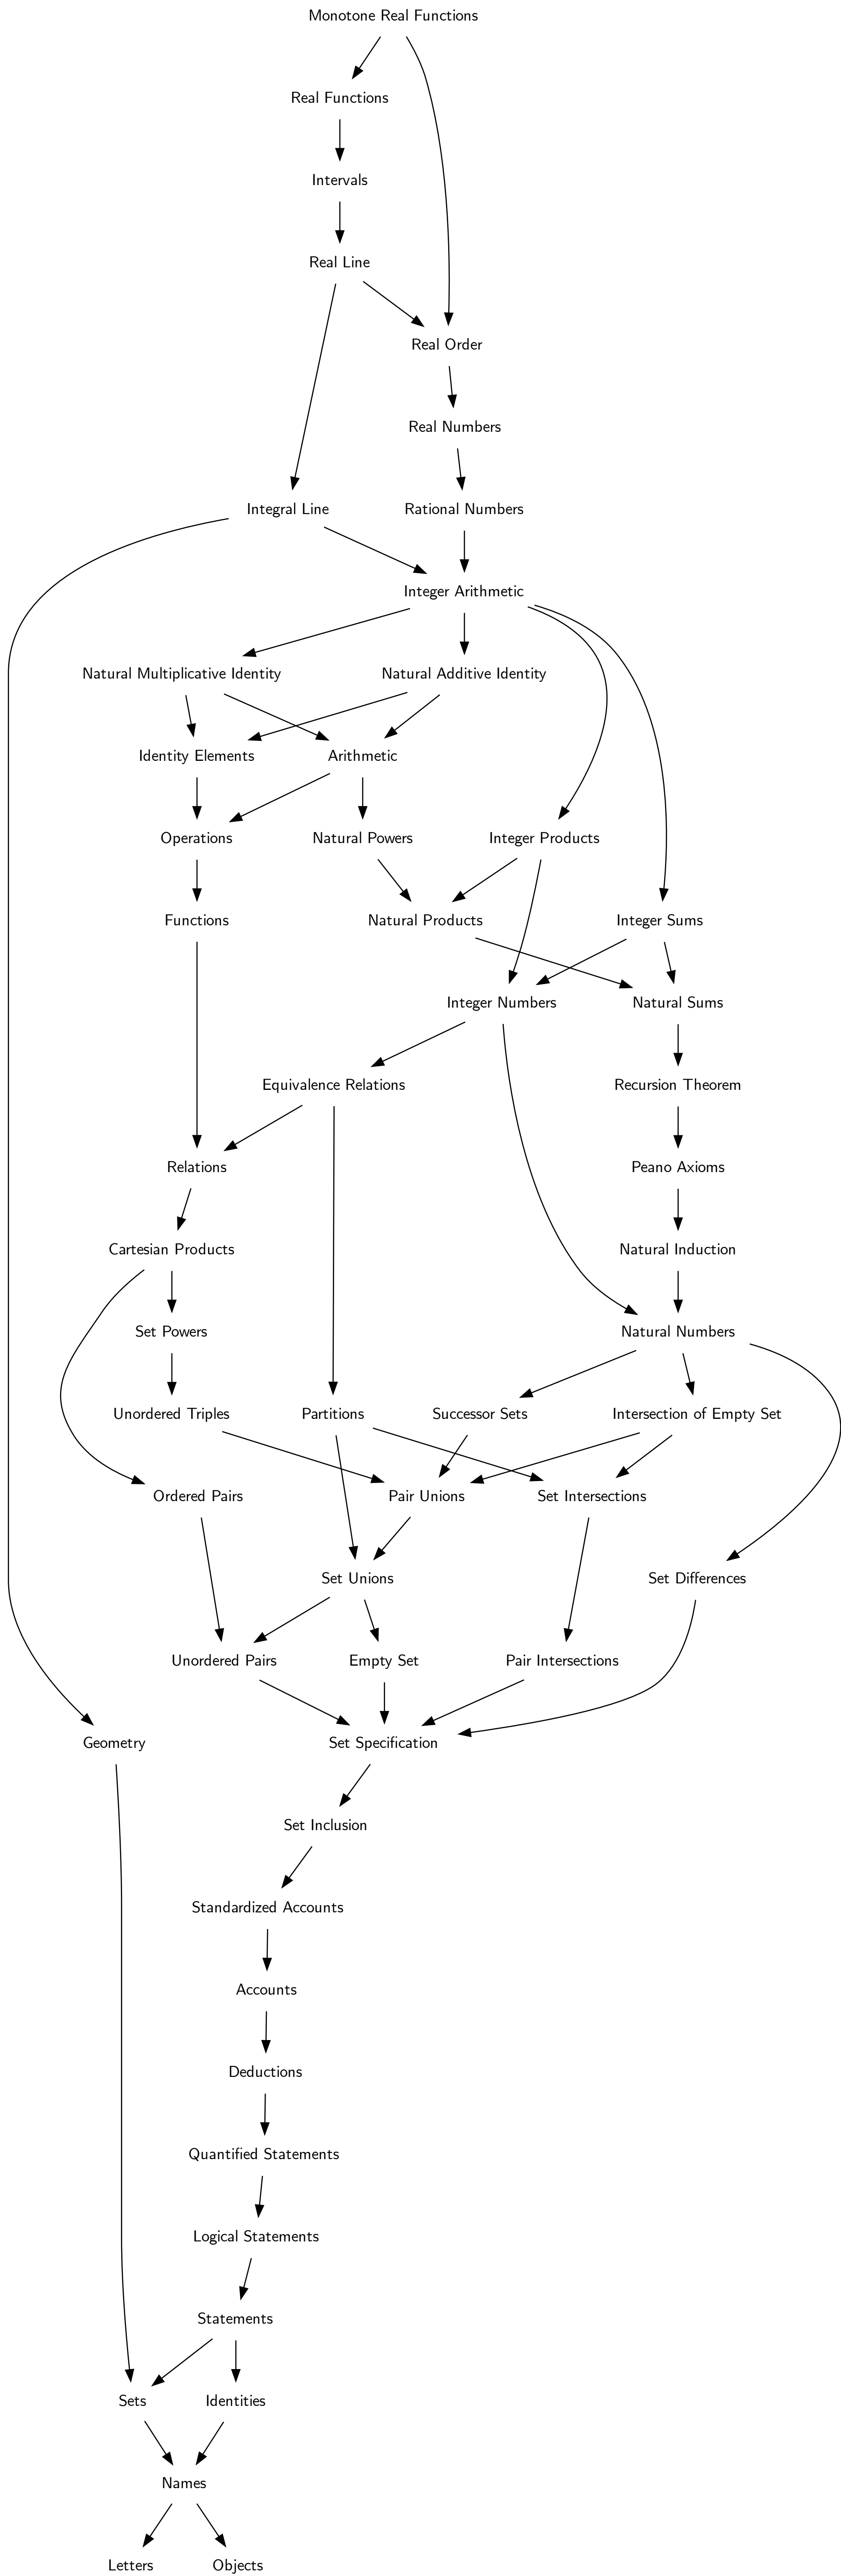 Monotone Real Functions
Real Functions
Intervals
Real Line
Real Order
Real Numbers
Integral Line
Rational Numbers
Integer Arithmetic
Natural Multiplicative Identity
Natural Additive Identity
Identity Elements
Arithmetic
Operations
Natural Powers
Integer Products
Functions
Natural Products
Integer Sums
Integer Numbers
Natural Sums
Equivalence Relations
Recursion Theorem
Relations
Peano Axioms
Cartesian Products
Natural Induction
Set Powers
Natural Numbers
Unordered Triples
Partitions
Successor Sets
Intersection of Empty Set
Ordered Pairs
Pair Unions
Set Intersections
Set Unions
Set Differences
Unordered Pairs
Empty Set
Pair Intersections
Geometry
Set Specification
Set Inclusion
Standardized Accounts
Accounts
Deductions
Quantified Statements
Logical Statements
Statements
Sets
Identities
Names
Letters
Objects